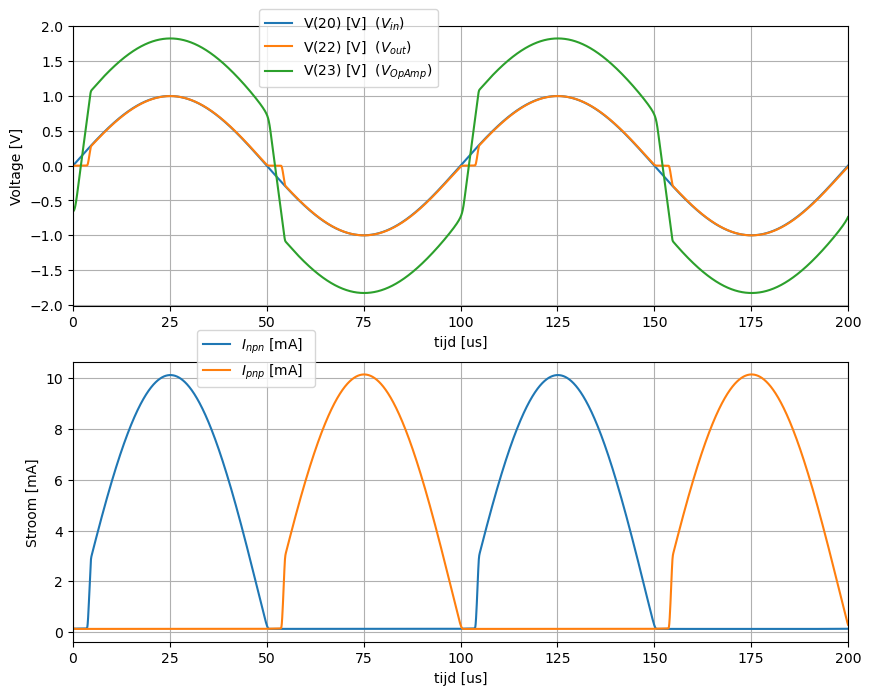 V(20) [V] (V_in)
V(22) [V] (V_out)
V(23) [V] (V_OpAmp)
Voltage [V]
2.0
1.5
1.0
0.5
0.0
−0.5
−1.0
−1.5
−2.0
0 25 50 75 100 125 150 175 200
tijd [us]
I_npn [mA]
I_pnp [mA]
Stroom [mA]
10
8
6
4
2
0
0 25 50 75 100 125 150 175 200
tijd [us]